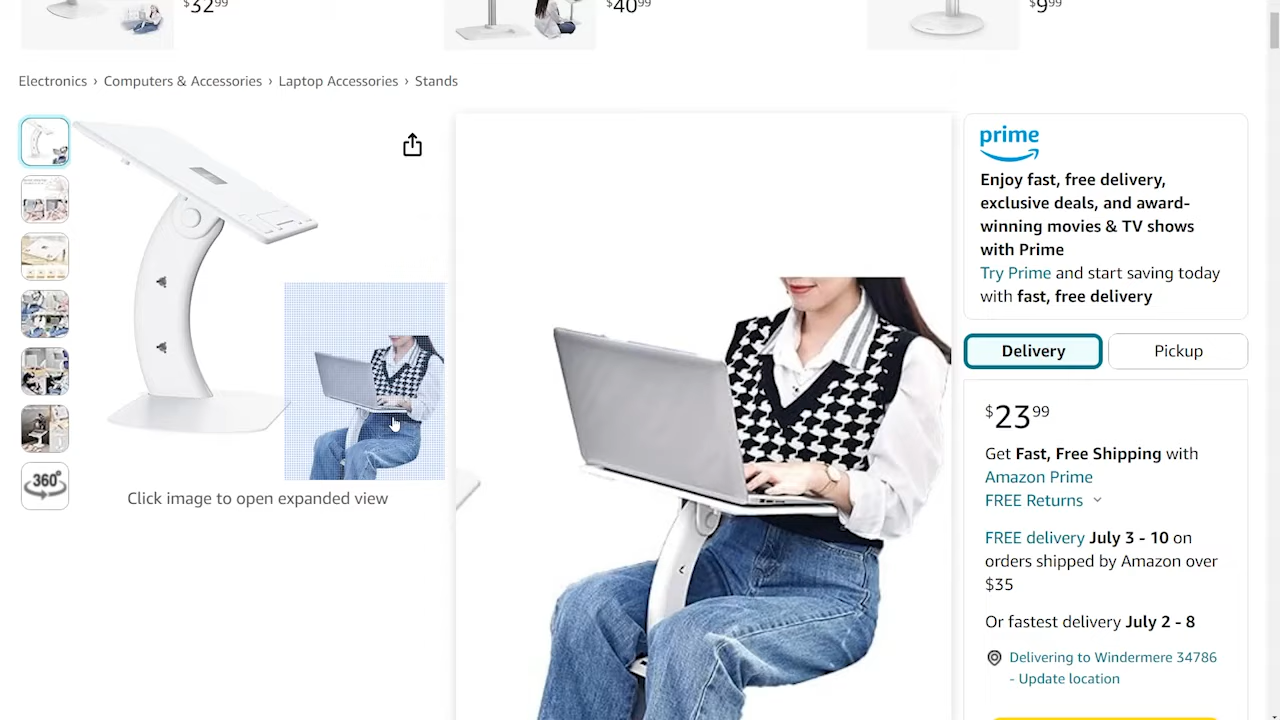 $32.99
$40.99
$9.99
Electronics › Computers & Accessories › Laptop Accessories › Stands
prime
Enjoy fast, free delivery,
exclusive deals, and award-
winning movies & TV shows
with Prime
Try Prime and start saving today
with fast, free delivery
Delivery
Pickup
$23.99
Get Fast, Free Shipping with
Amazon Prime
FREE Returns
FREE delivery July 3 - 10 on
orders shipped by Amazon over
$35
Or fastest delivery July 2 - 8
Delivering to Windermere 34786
- Update location
360°
Click image to open expanded view